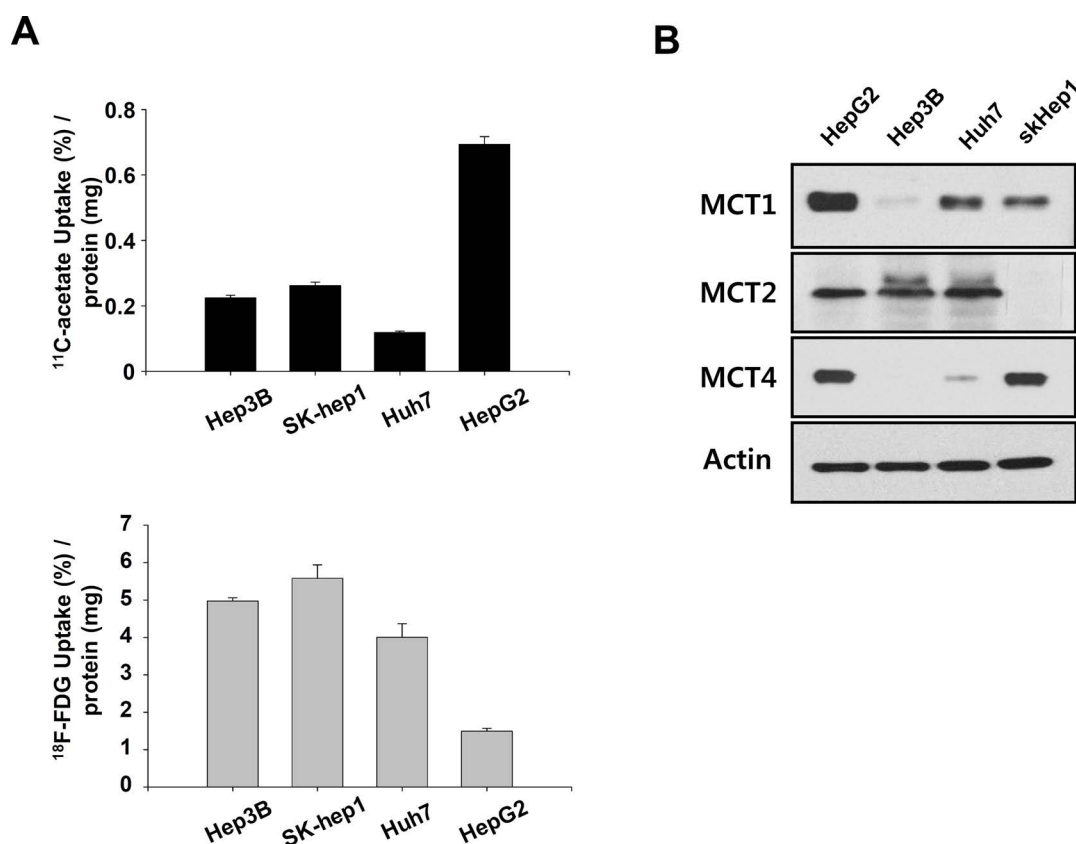 A
¹¹C-acetate Uptake (%) /
protein (mg)
0.8
0.6
0.4
0.2
0
Hep3B
SK-hep1
Huh7
HepG2
¹⁸F-FDG Uptake (%) /
protein (mg)
7
6
5
4
3
2
1
0
Hep3B
SK-hep1
Huh7
HepG2
B
HepG2
Hep3B
Huh7
skHep1
MCT1
MCT2
MCT4
Actin